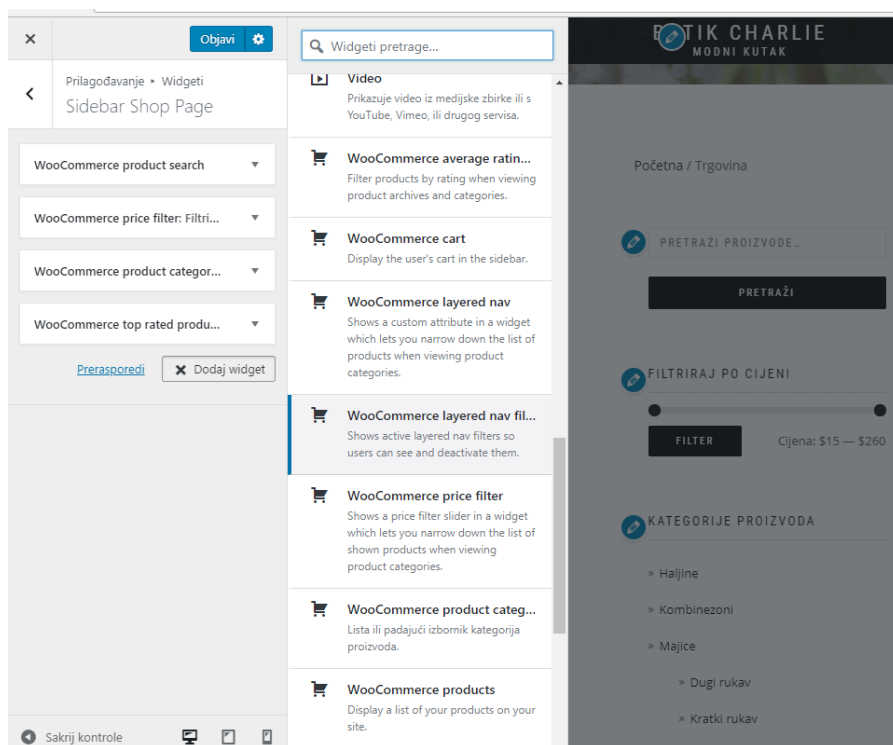 Objavi
Prilagođavanje ▸ Widgeti
Sidebar Shop Page
WooCommerce product search
WooCommerce price filter: Filtri...
WooCommerce product categor...
WooCommerce top rated produ...
Prerasporedi
Dodaj widget
Sakrij kontrole
Widgeti pretrage...
Video
Prikazuje video iz medijske zbirke ili s
YouTube, Vimeo, ili drugog servisa.
WooCommerce average ratin...
Filter products by rating when viewing
product archives and categories.
WooCommerce cart
Display the user's cart in the sidebar.
WooCommerce layered nav
Shows a custom attribute in a widget
which lets you narrow down the list of
products when viewing product
categories.
WooCommerce layered nav fil...
Shows active layered nav filters so
users can see and deactivate them.
WooCommerce price filter
Shows a price filter slider in a widget
which lets you narrow down the list of
shown products when viewing
product categories.
WooCommerce product categ...
Lista ili padajući izbornik kategorija
proizvoda.
WooCommerce products
Display a list of your products on your
site.
CHARLIE
MODNI KUTAK
Početna / Trgovina
PRETRAŽI PROIZVODE...
PRETRAŽI
FILTRIRAJ PO CIJENI
FILTER
Cijena: $15 — $260
KATEGORIJE PROIZVODA
» Haljine
» Kombinezoni
» Majice
» Dugi rukav
» Kratki rukav